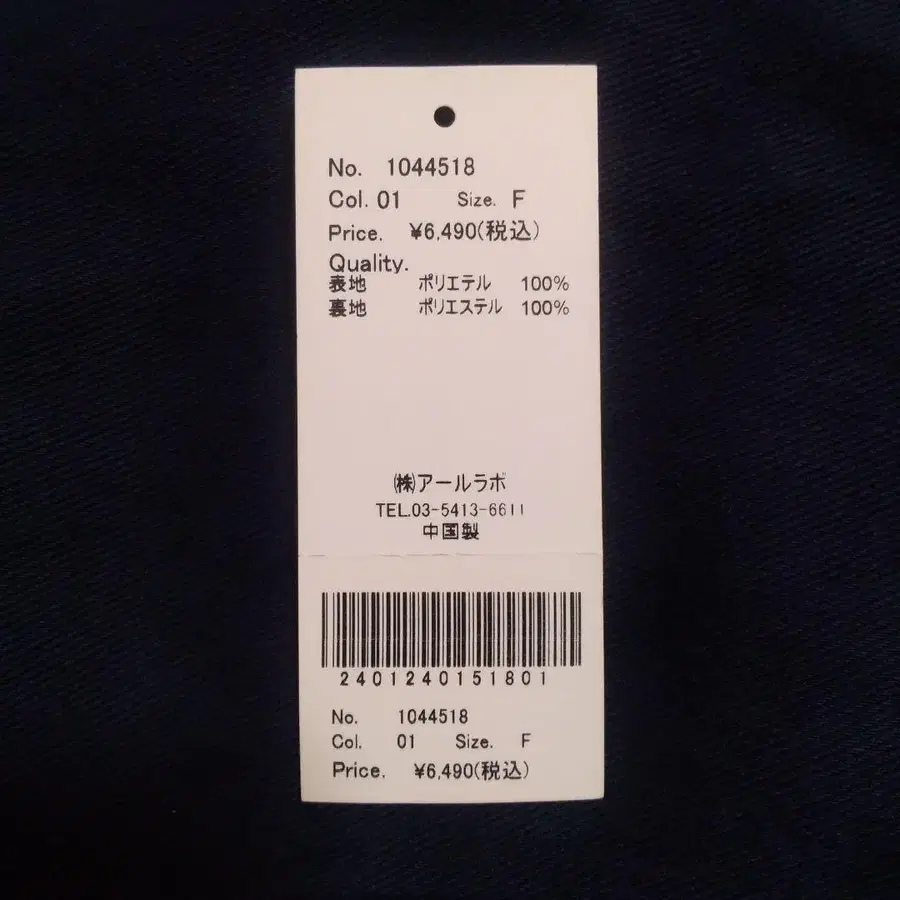 No. 1044518
Col. 01 Size. F
Price. ¥6,490(税込)
Quality.
表地 ポリエテル 100%
裏地 ポリエステル 100%
㈱アールラボ
TEL.03-5413-6611
中国製
2401240151801
No. 1044518
Col. 01 Size. F
Price. ¥6,490(税込)